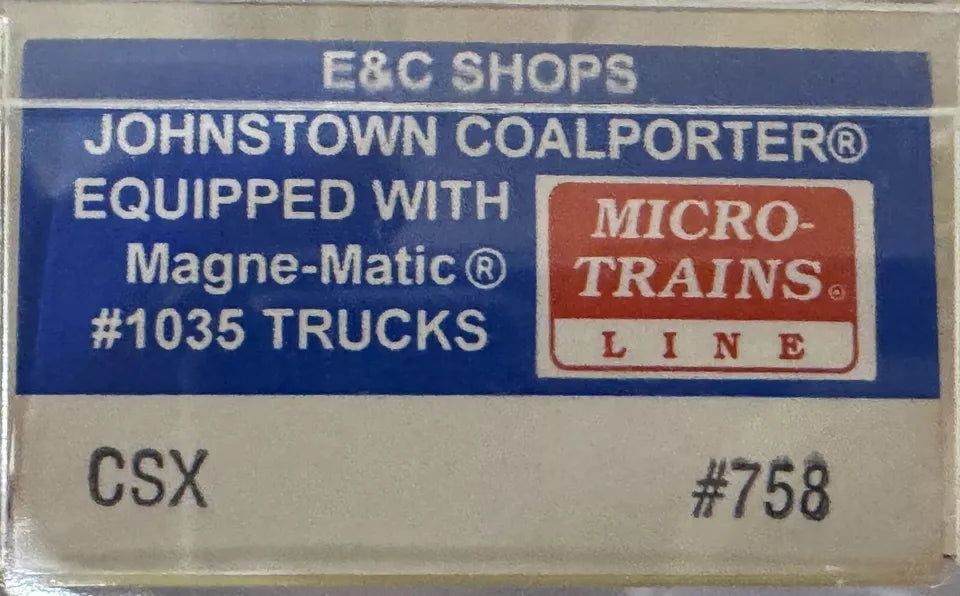 E&C SHOPS
JOHNSTOWN COALPORTER®
EQUIPPED WITH
Magne-Matic®
#1035 TRUCKS
MICRO-
TRAINS®
LINE
CSX #758